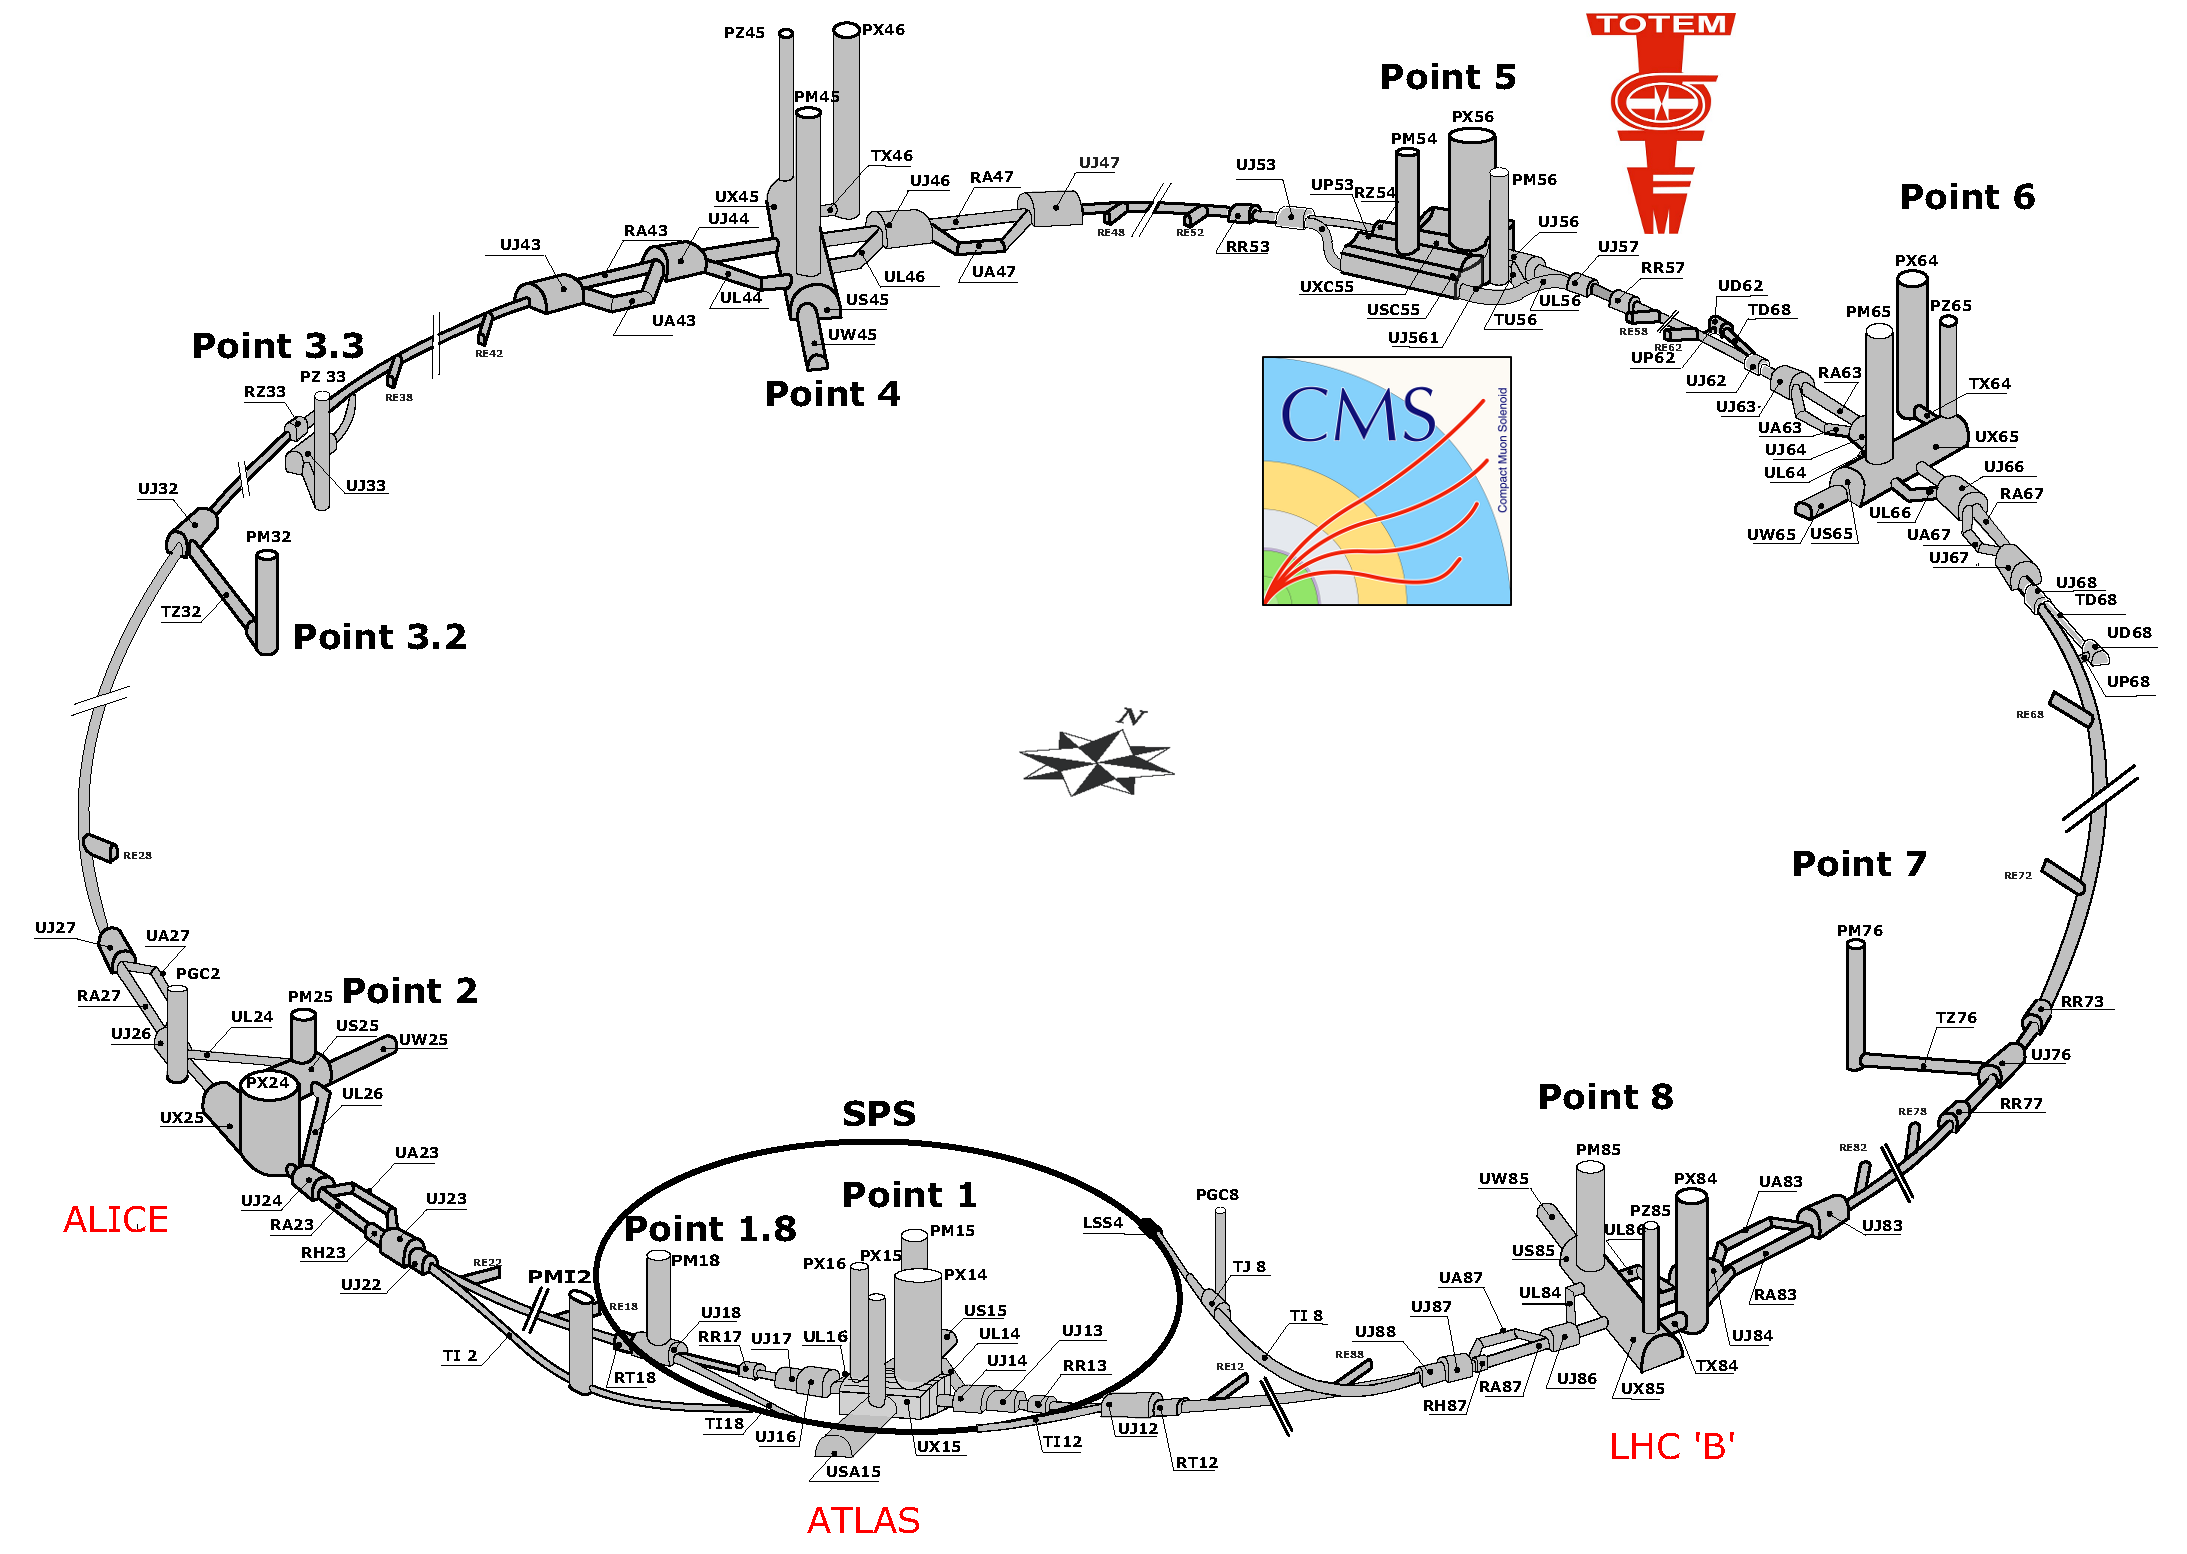 TOTEM
PZ45
PX46
Point 5
PM45
PX56
PM54
TX46
UJ47
UJ53
RA47
UJ46
PM56
UP53
RZ54
Point 6
UX45
UJ44
RA43
UJ43
RE48
RE52
RR53
UJ56
UJ57
RR57
PX64
UL46
UA47
UXC55
UL44
US45
USC55
UL56
UD62
TD68
PM65
PZ65
UA43
TU56
UJ561
RE58
RE62
UP62
UW45
Point 3.3
RE42
PZ 33
RZ33
RE38
Point 4
UJ62
RA63
TX64
UJ63
CMS
Compact Muon Solenoid
UA63
UJ64
UX65
UL64
UJ66
RA67
UJ33
UJ32
UL66
UW65
US65
UA67
UJ67
PM32
UJ68
TD68
TZ32
Point 3.2
UD68
UP68
N
RE68
RE28
Point 7
RE72
UJ27
UA27
PM76
PGC2
RA27
PM25
Point 2
UL24
US25
UW25
UJ26
RR73
TZ76
UJ76
PX24
UL26
UX25
SPS
Point 8
RR77
RE78
UA23
RE82
PM85
UW85
PX84
UA83
ALICE
UJ24
UJ23
RA23
Point 1
Point 1.8
LSS4
PGC8
PZ85
UL86
UJ83
RH23
UJ22
RE22
PMI2
PM18
PX16
PX15
PM15
PX14
US85
TJ 8
UA87
UL84
RA83
RE18
UJ18
US15
TI 8
UJ87
RR17
UJ17
UL16
UL14
UJ13
UJ88
UJ84
TI 2
RT18
UJ14
RR13
RE12
RE88
RA87
UJ86
TX84
UX85
RH87
TI18
UJ16
UX15
TI12
UJ12
RT12
USA15
LHC 'B'
ATLAS